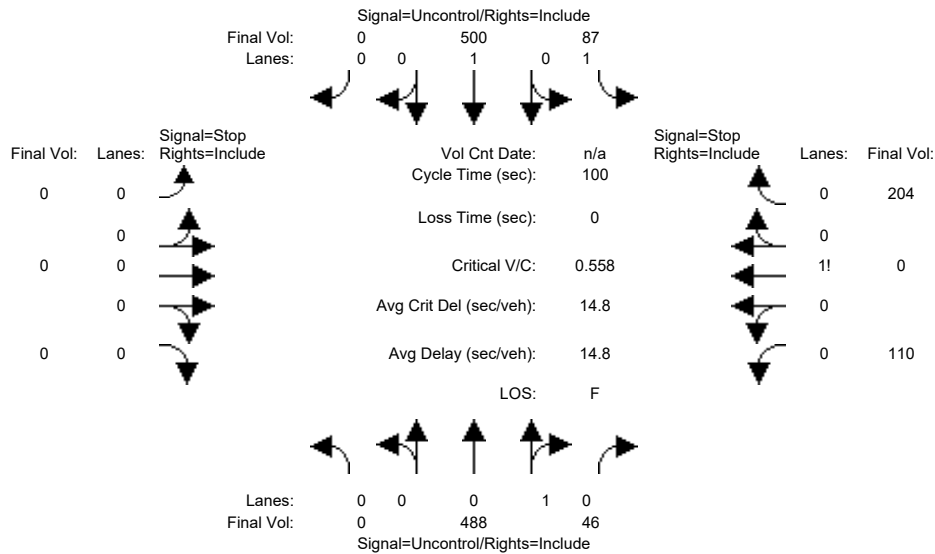 Signal=Uncontrol/Rights=Include
Final Vol: 0 500 87
Lanes: 0 0 1 0 1
Signal=Stop
Final Vol: Lanes: Rights=Include
Vol Cnt Date: n/a
Signal=Stop
Rights=Include Lanes: Final Vol:
Cycle Time (sec): 100
0 0
0 204
Loss Time (sec): 0
0
0
0 0
Critical V/C: 0.558
1! 0
0
Avg Crit Del (sec/veh): 14.8
0
0 0
Avg Delay (sec/veh): 14.8
0 110
LOS: F
Lanes: 0 0 0 1 0
Final Vol: 0 488 46
Signal=Uncontrol/Rights=Include